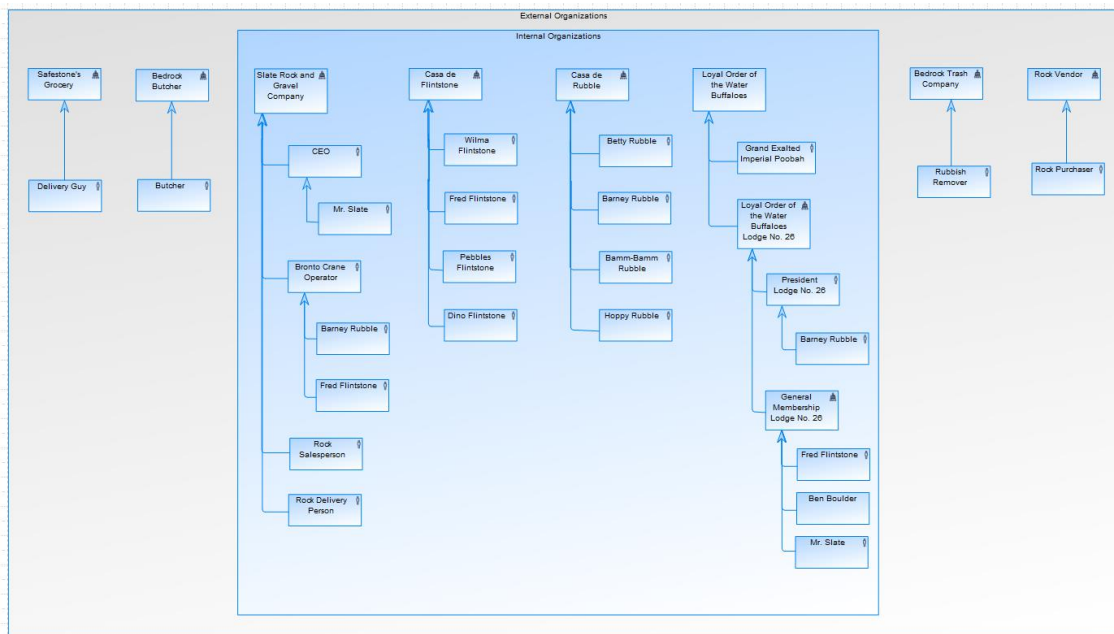 External Organizations
Internal Organizations
Safestone's
Grocery
Delivery Guy
Bedrock
Butcher
Butcher
Slate Rock and
Gravel
Company
CEO
Mr. Slate
Bronto Crane
Operator
Barney Rubble
Fred Flintstone
Rock
Salesperson
Rock Delivery
Person
Casa de
Flintstone
Wilma
Flintstone
Fred Flintstone
Pebbles
Flintstone
Dino Flintstone
Casa de
Rubble
Betty Rubble
Barney Rubble
Bamm-Bamm
Rubble
Hoppy Rubble
Loyal Order of
the Water
Buffaloes
Grand Exalted
Imperial Poobah
Loyal Order of
the Water
Buffaloes
Lodge No. 26
President
Lodge No. 26
Barney Rubble
General
Membership
Lodge No. 26
Fred Flintstone
Ben Boulder
Mr. Slate
Bedrock Trash
Company
Rubbish
Remover
Rock Vendor
Rock Purchaser